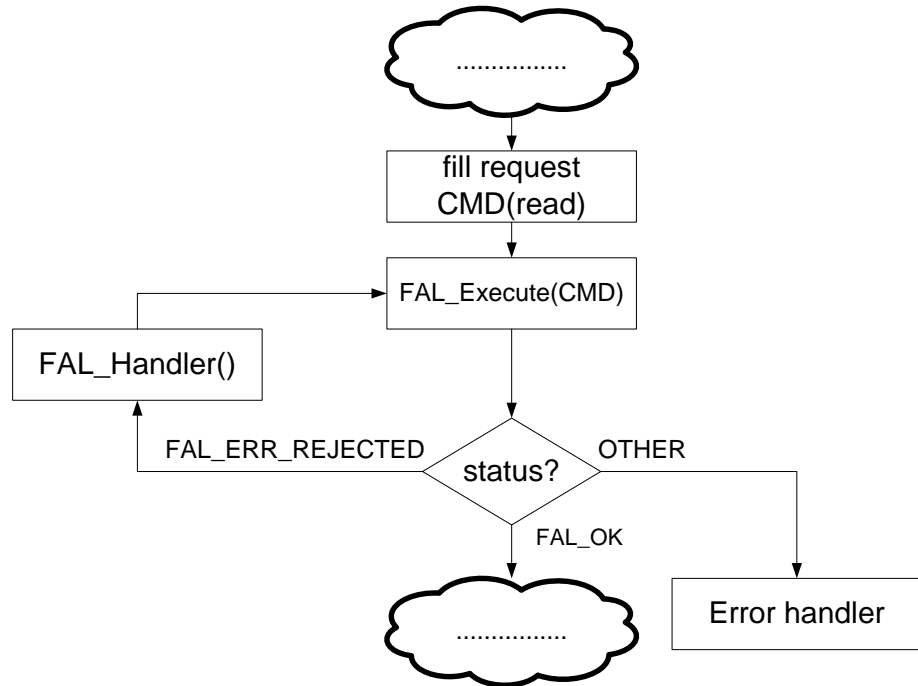 ................
fill request
CMD(read)
FAL_Execute(CMD)
FAL_Handler()
FAL_ERR_REJECTED
OTHER
status?
FAL_OK
Error handler
................